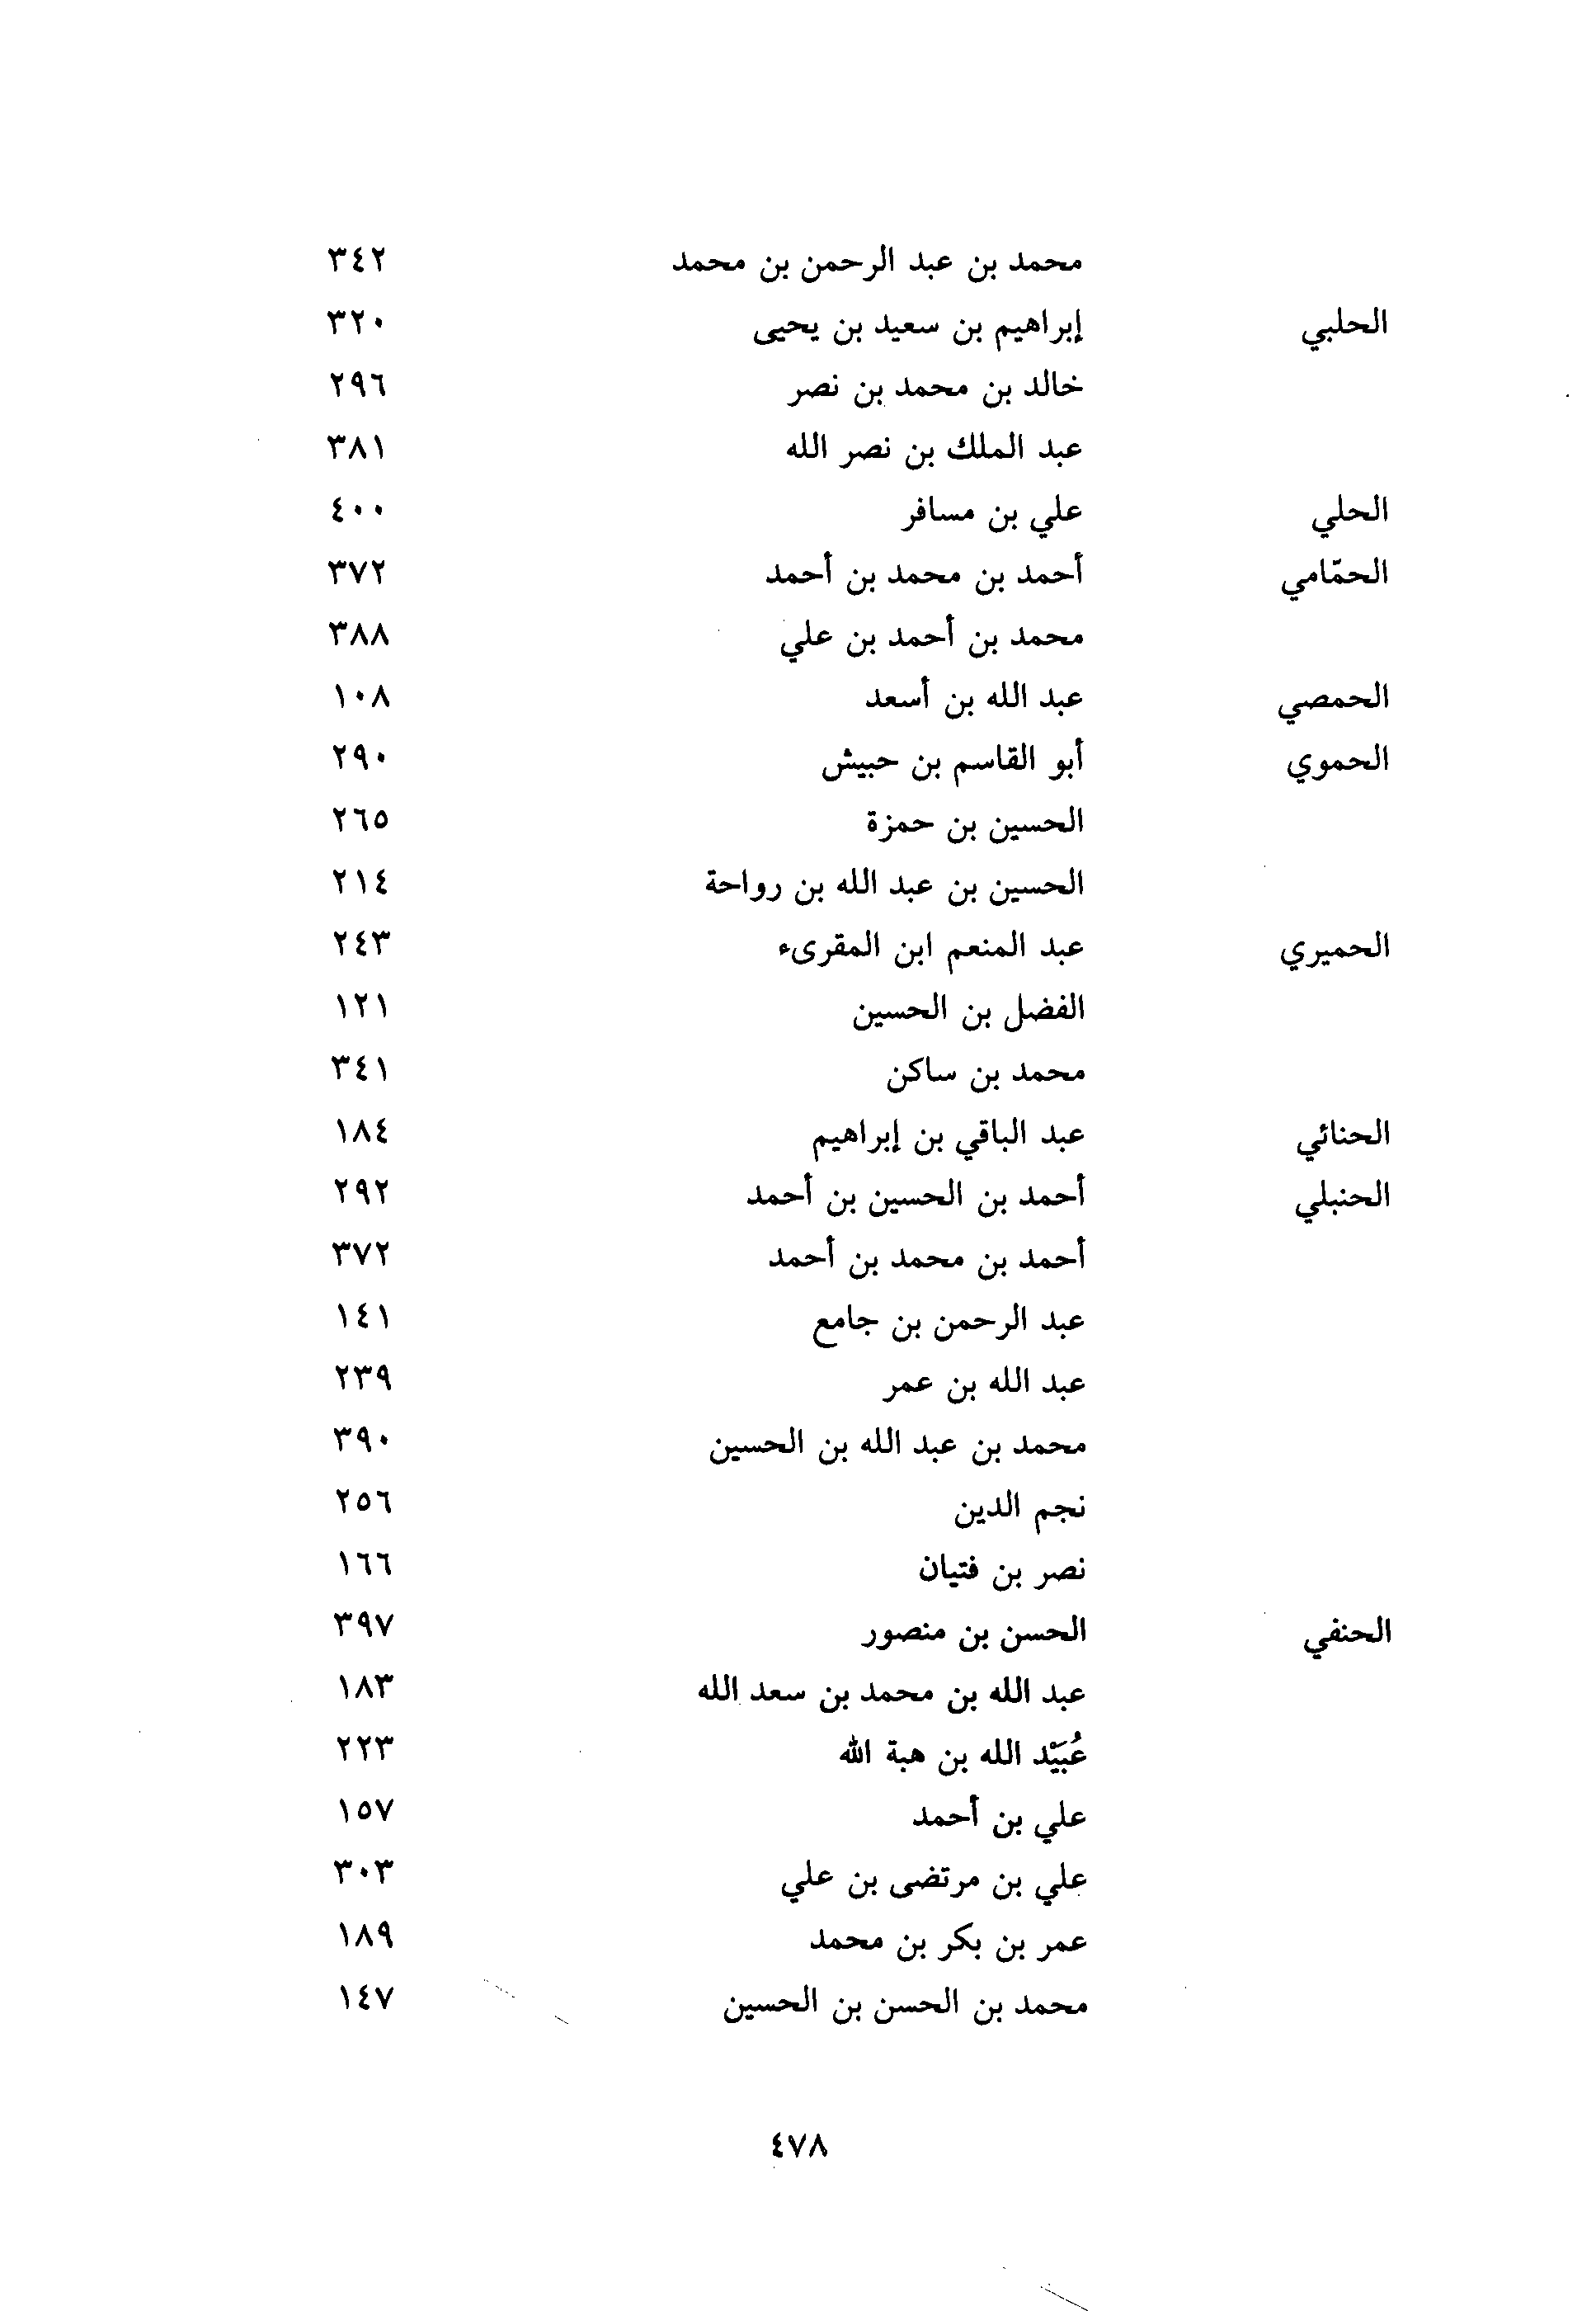 محمد بن عبد الرحمن بن محمد ٣٤٢
الحلبي إبراهيم بن سعيد بن يحيى ٣٢٠
خالد بن محمد بن نصر ٢٩٦
عبد الملك بن نصر الله ٣٨١
الحلي علي بن مسافر ٤٠٠
الحمّامي أحمد بن محمد بن أحمد ٣٧٢
محمد بن أحمد بن علي ٣٨٨
الحمصي عبد الله بن أسعد ١٠٨
الحموي أبو القاسم بن حبيش ٢٩٠
الحسين بن حمزة ٢٦٥
الحسين بن عبد الله بن رواحة ٢١٤
الحميري عبد المنعم ابن المقرىء ٢٤٣
الفضل بن الحسين ١٢١
محمد بن ساكن ٣٤١
الحنائي عبد الباقي بن إبراهيم ١٨٤
الحنبلي أحمد بن الحسين بن أحمد ٢٩٢
أحمد بن محمد بن أحمد ٣٧٢
عبد الرحمن بن جامع ١٤١
عبد الله بن عمر ٢٣٩
محمد بن عبد الله بن الحسين ٣٩٠
نجم الدين ٢٥٦
نصر بن فتيان ١٦٦
الحنفي الحسن بن منصور ٣٩٧
عبد الله بن محمد بن سعد الله ١٨٣
عُبَيْد الله بن هبة الله ٢٢٣
علي بن أحمد ١٥٧
علي بن مرتضى بن علي ٣٠٣
عمر بن بكر بن محمد ١٨٩
محمد بن الحسن بن الحسين ١٤٧
٤٧٨